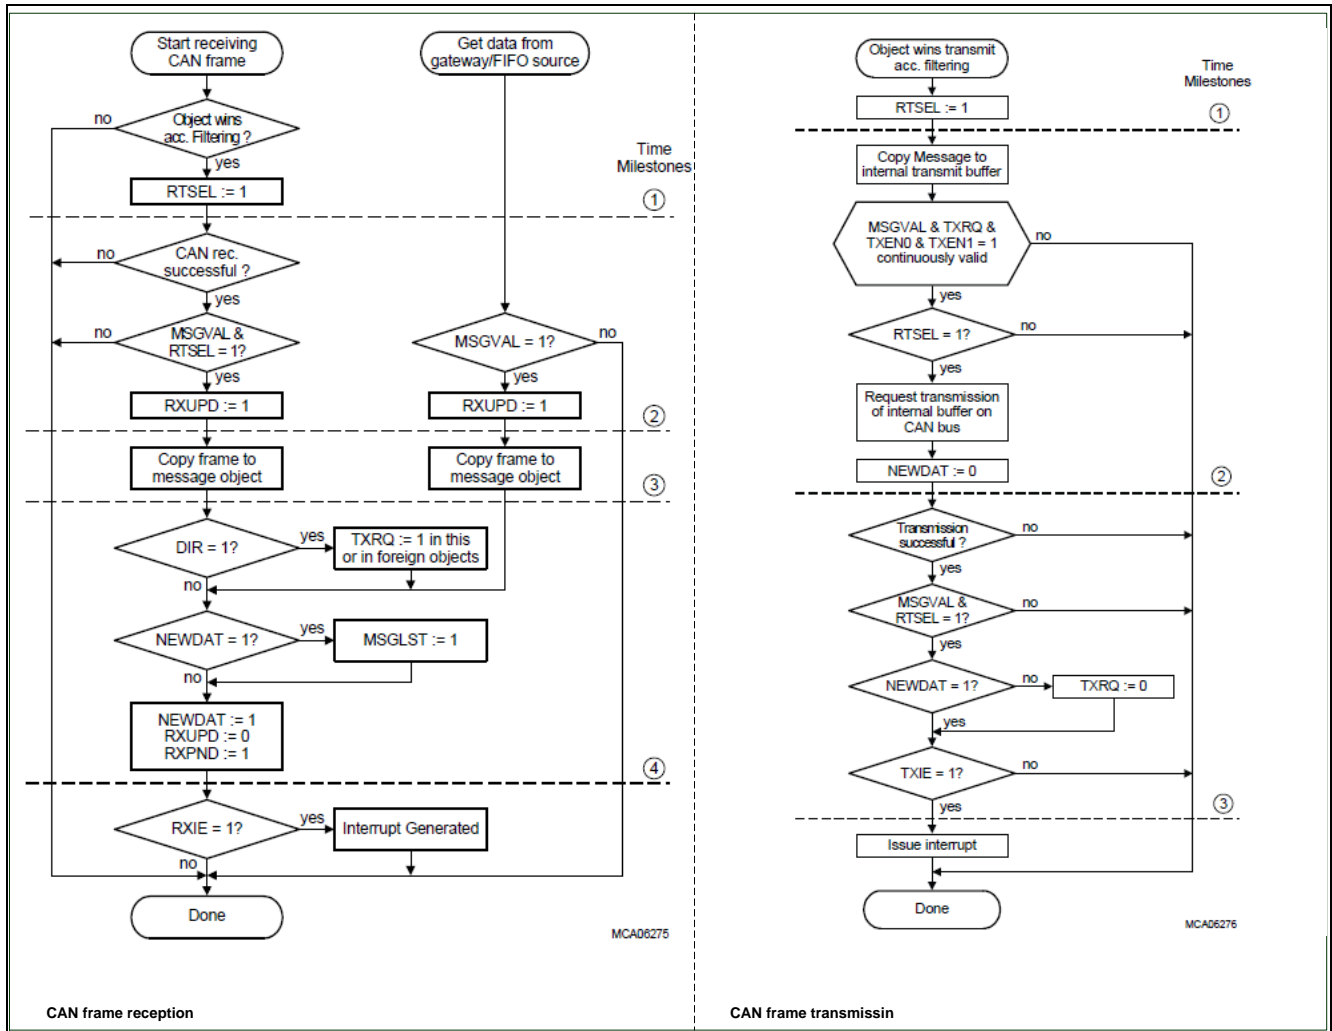 Start receiving
CAN frame
Get data from
gateway/FIFO source
no
Object wins
acc. Filtering ?
yes
Time
Milestones
RTSEL := 1
1
no
CAN rec.
successful ?
yes
no
MSGVAL &
RTSEL = 1?
yes
MSGVAL = 1?
no
yes
RXUPD := 1
RXUPD := 1
2
Copy frame to
message object
Copy frame to
message object
3
DIR = 1?
yes
TXRQ := 1 in this
or in foreign objects
no
NEWDAT = 1?
yes
MSGLST := 1
no
NEWDAT := 1
RXUPD := 0
RXPND := 1
4
RXIE = 1?
yes
Interrupt Generated
no
Done
MCA06275
CAN frame reception
Object wins transmit
acc. filtering
Time
Milestones
RTSEL := 1
1
Copy Message to
internal transmit buffer
MSGVAL & TXRQ &
TXEN0 & TXEN1 = 1
continuously valid
no
yes
RTSEL = 1?
no
yes
Request transmission
of internal buffer on
CAN bus
NEWDAT := 0
2
Transmission
successful ?
no
yes
MSGVAL &
RTSEL = 1?
no
yes
NEWDAT = 1?
no
TXRQ := 0
yes
TXIE = 1?
no
yes
3
Issue interrupt
Done
MCA06276
CAN frame transmissin